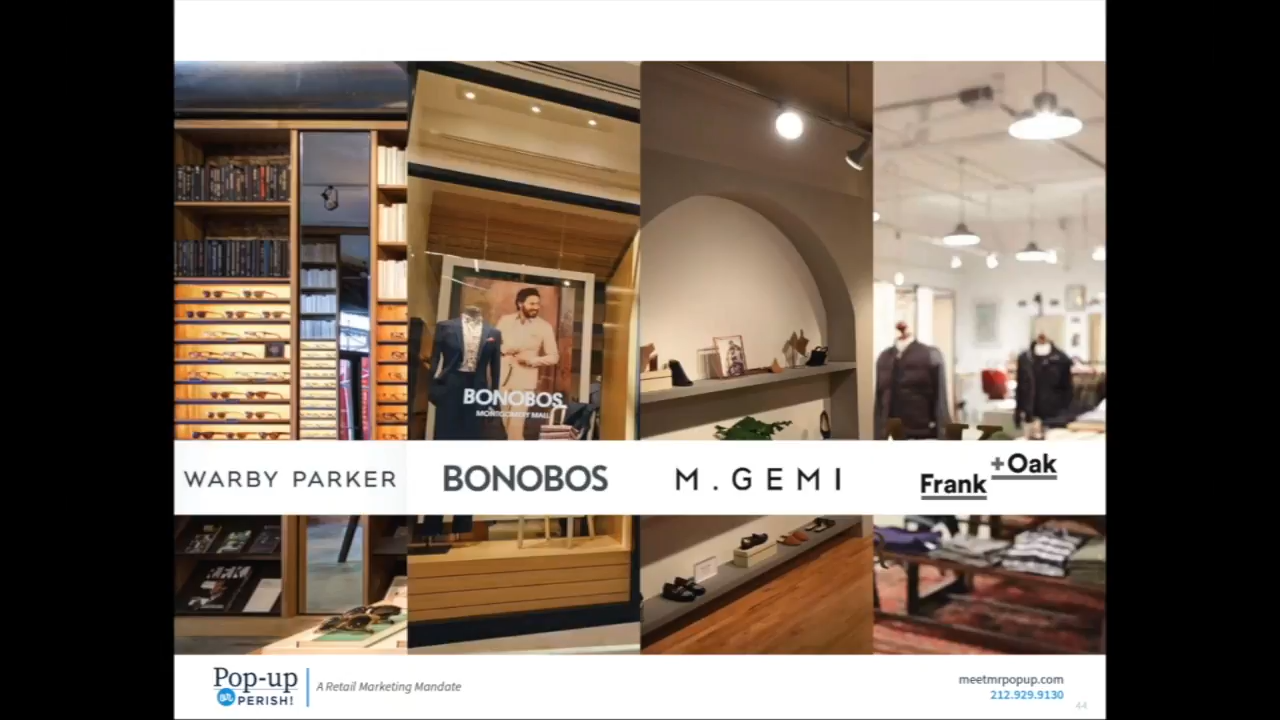 BONOBOS
MONTGOMERY MALL
WARBY PARKER
BONOBOS
M.GEMI
Frank +Oak
Pop-up or PERISH!
A Retail Marketing Mandate
meetmrpopup.com
212.929.9130
44